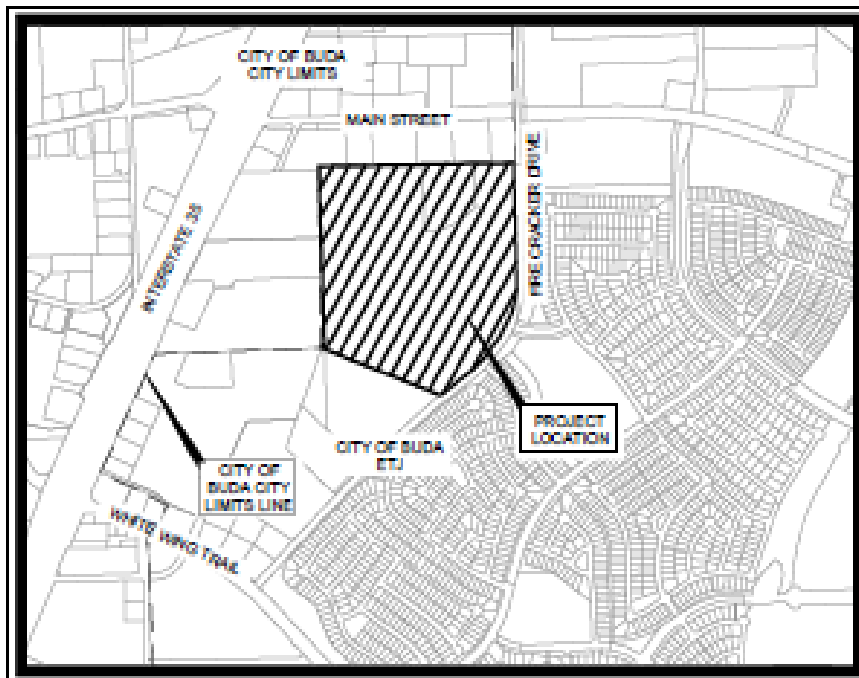 CITY OF BUDA
CITY LIMITS
MAIN STREET
FIRE CRACKER DRIVE
INTERSTATE 35
PROJECT
LOCATION
CITY OF BUDA
ETJ
CITY OF
BUDA CITY
LIMITS LINE
WHITE WING TRAIL